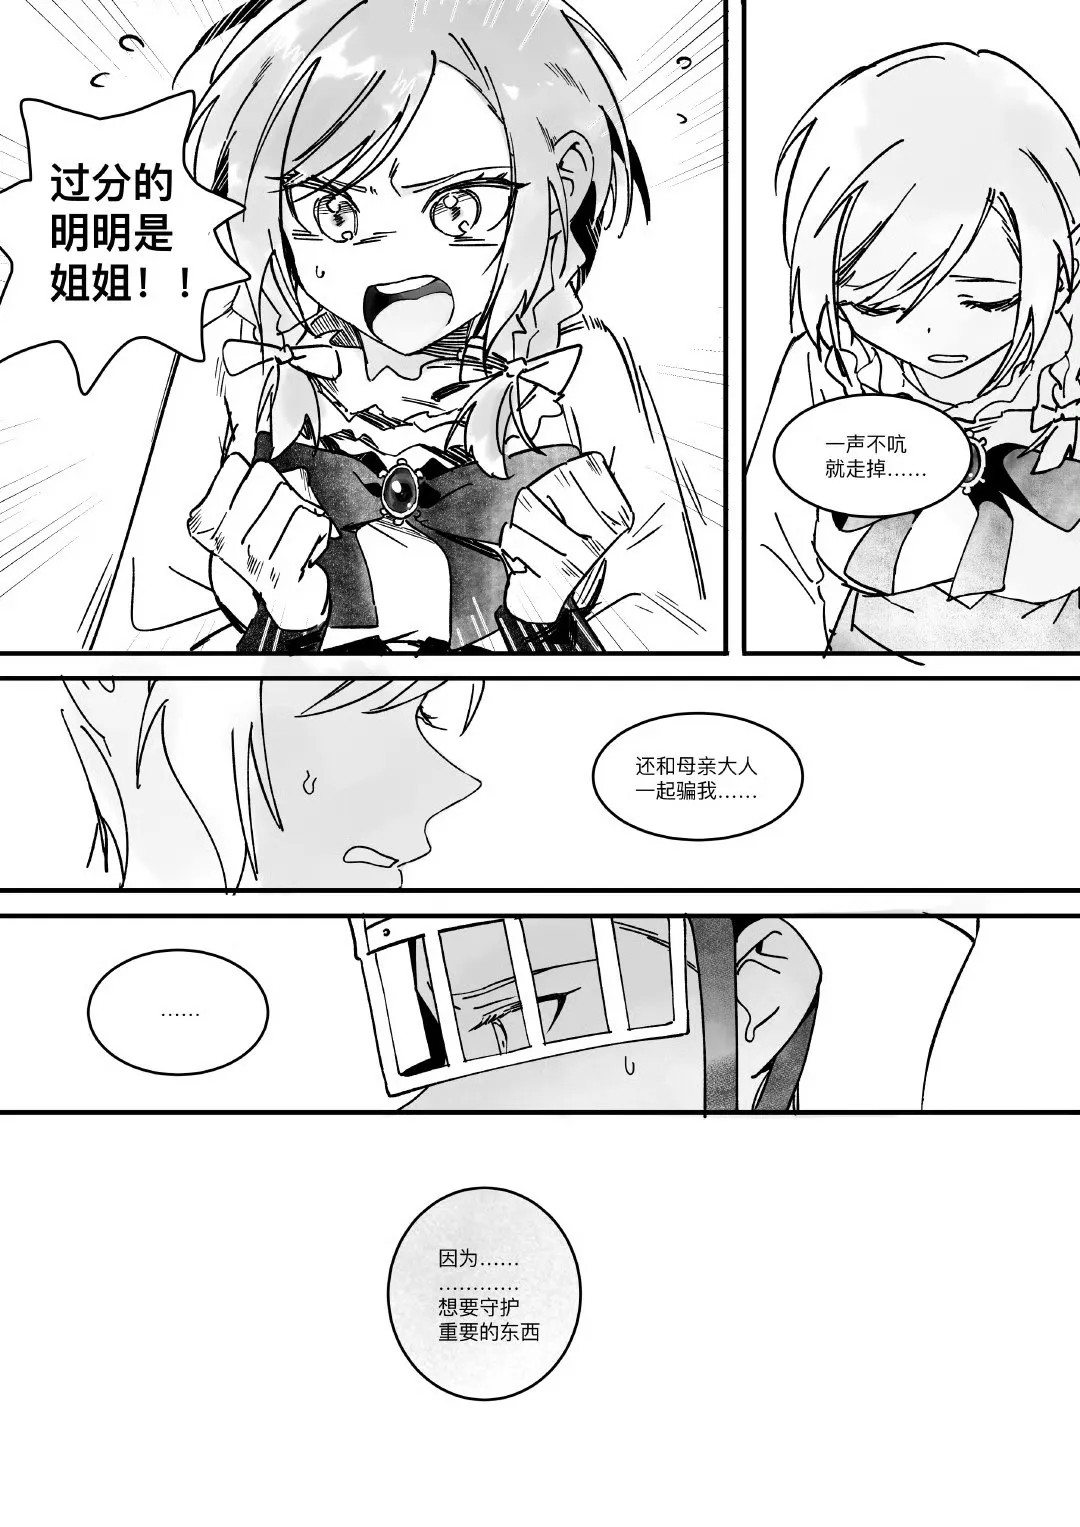 过分的
明明是
姐姐！！
一声不吭
就走掉……
还和母亲大人
一起骗我……
……
因为……
…………
想要守护
重要的东西